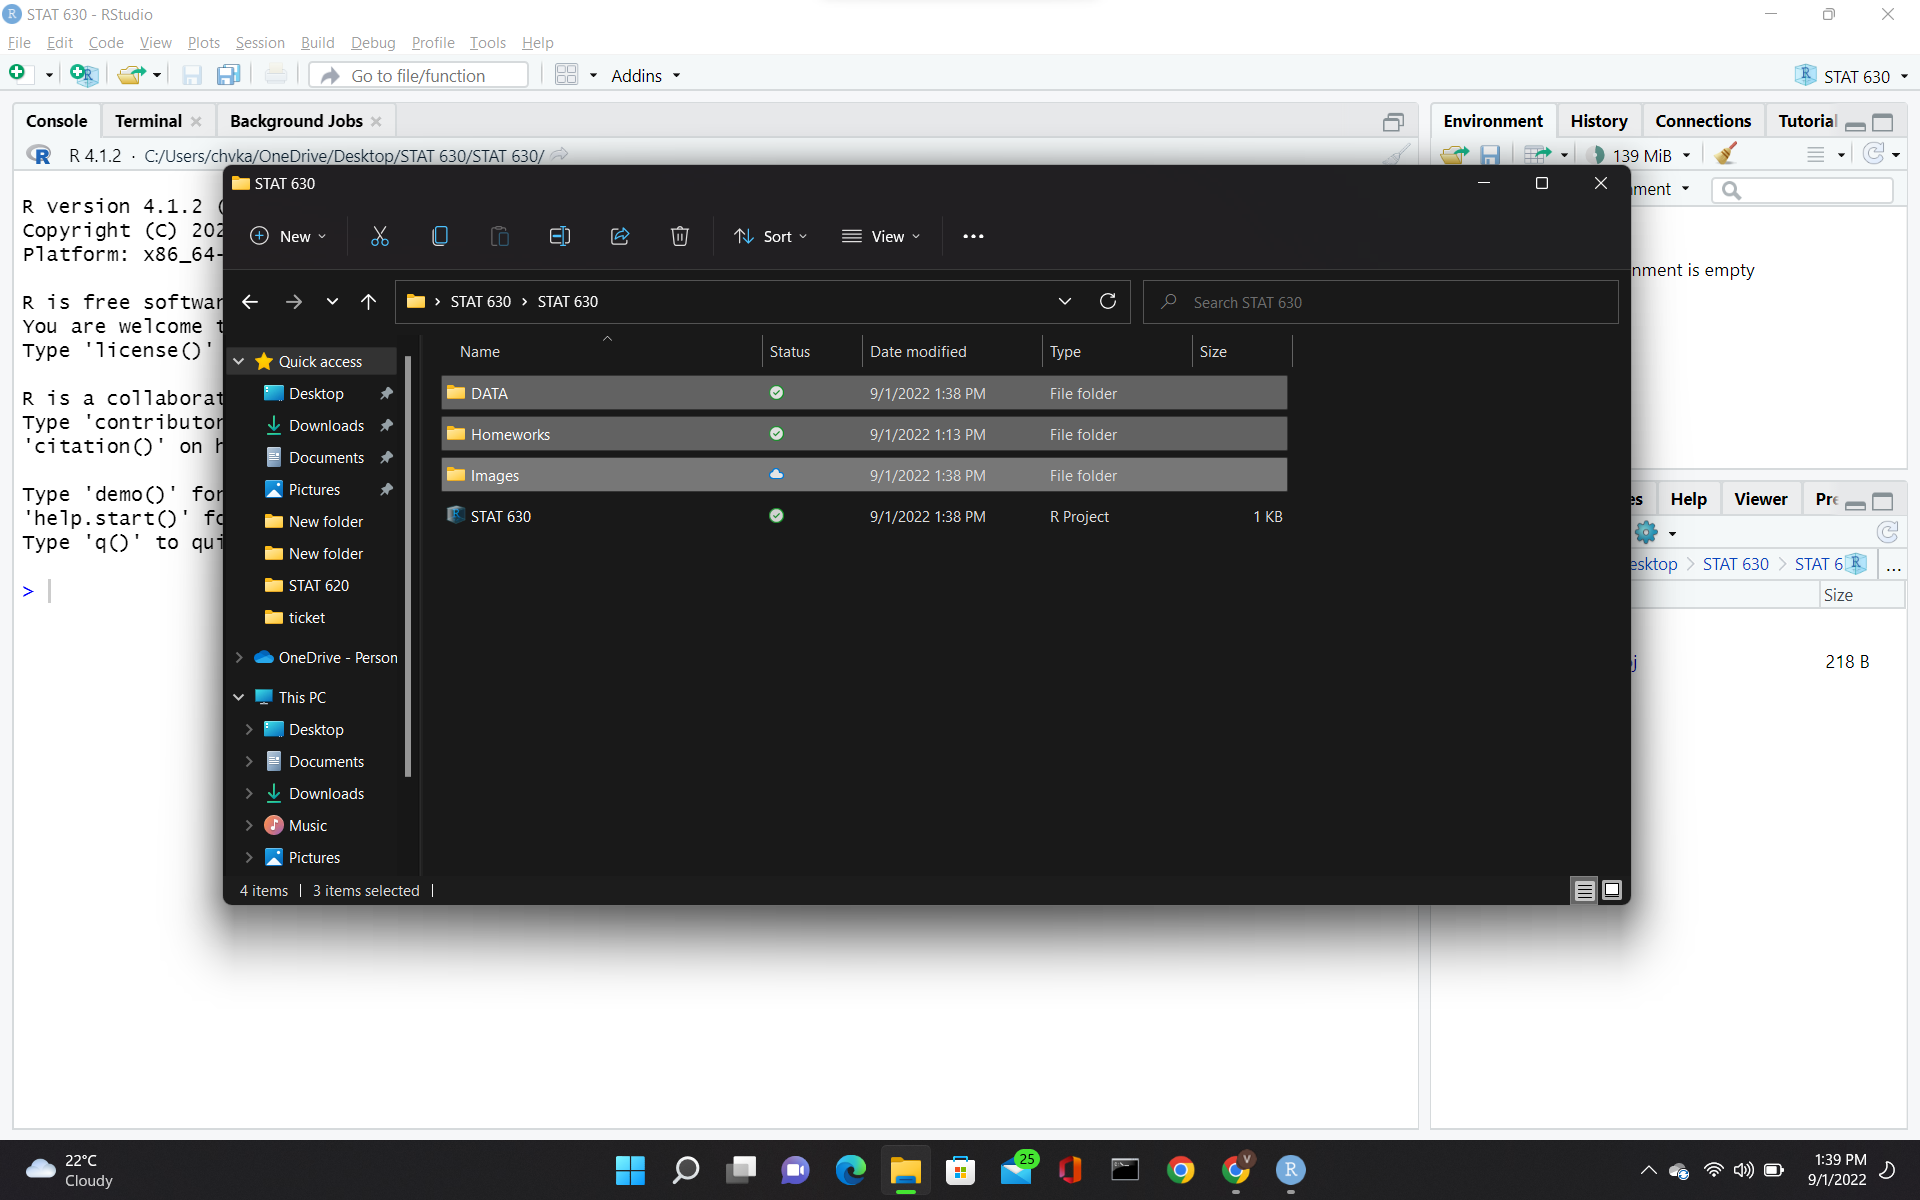 STAT 630 - RStudio
File Edit Code View Plots Session Build Debug Profile Tools Help
Go to file/function Addins STAT 630
Console Terminal Background Jobs
R 4.1.2 · C:/Users/chvka/OneDrive/Desktop/STAT 630/STAT 630/
R version 4.1.2 (
Copyright (C) 202
Platform: x86_64-
R is free softwar
You are welcome t
Type 'license()'
R is a collaborat
Type 'contributor
'citation()' on h
Type 'demo()' for
'help.start()' fo
Type 'q()' to qui
>
STAT 630
New Sort View
STAT 630 > STAT 630
Search STAT 630
Quick access
Desktop
Downloads
Documents
Pictures
New folder
New folder
STAT 620
ticket
OneDrive - Person
This PC
Desktop
Documents
Downloads
Music
Pictures
Name Status Date modified Type Size
DATA 9/1/2022 1:38 PM File folder
Homeworks 9/1/2022 1:13 PM File folder
Images 9/1/2022 1:38 PM File folder
STAT 630 9/1/2022 1:38 PM R Project 1 KB
4 items 3 items selected
Environment History Connections Tutorial
139 MiB
nment
nment is empty
es Help Viewer Pre
esktop STAT 630 STAT 6 ...
Size
j 218 B
22°C
Cloudy
25
V
1:39 PM
9/1/2022